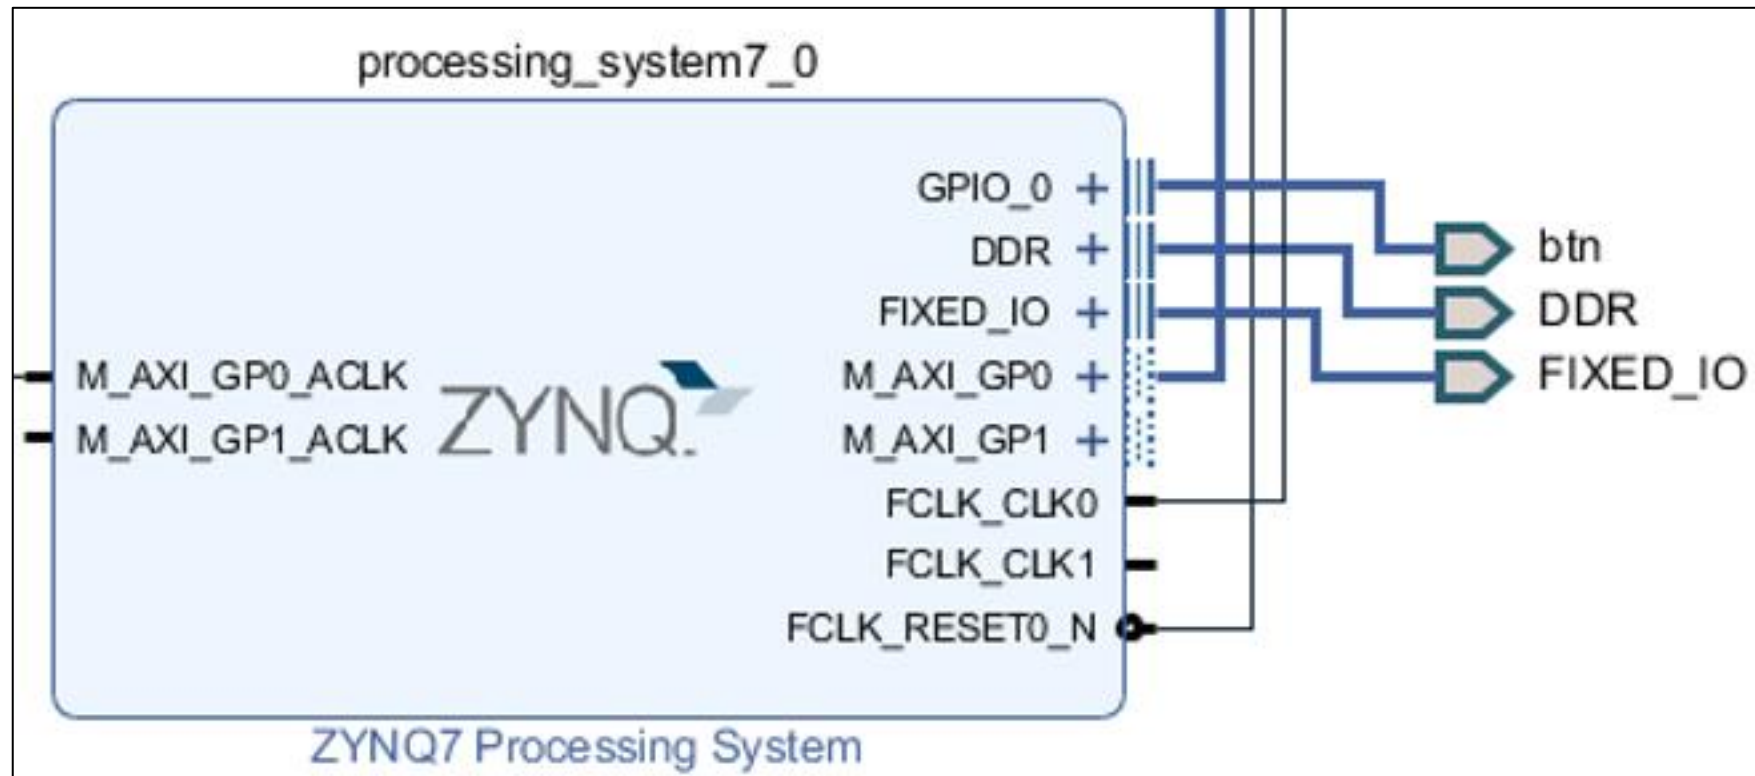 processing_system7_0
GPIO_0
btn
DDR
DDR
FIXED_IO
M_AXI_GP0_ACLK
ZYNQ.
M_AXI_GP0
FIXED_IO
M_AXI_GP1_ACLK
M_AXI_GP1
FCLK_CLK0
FCLK_CLK1
FCLK_RESET0_N
ZYNQ7 Processing System